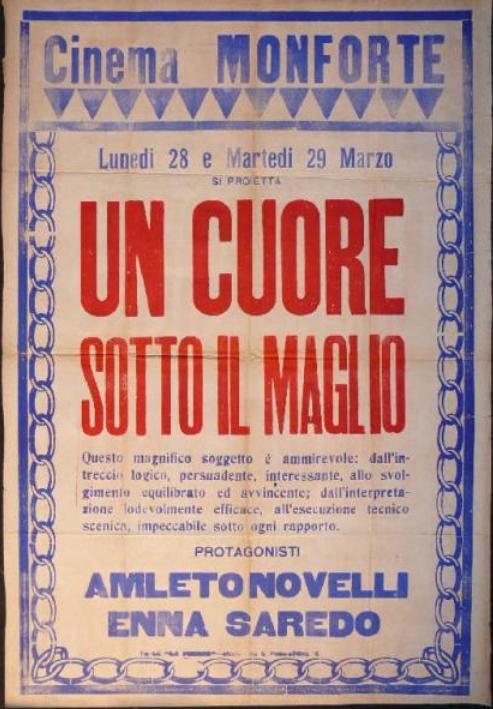 Cinema MONFORTE
Lunedi 28 e Martedi 29 Marzo
SI PROIETTA
UN CUORE
SOTTO IL MAGLIO
Questo magnifico soggetto é ammirevole: dall'in-
treccio logico, persuadente, interessante, allo svol-
gimento equilibrato ed avvincente; dall'interpreta-
zione lodevolmente efficace, all'esecuzione tecnico
scenica, impeccabile sotto ogni rapporto.
PROTAGONISTI
AMLETO NOVELLI
ENNA SAREDO